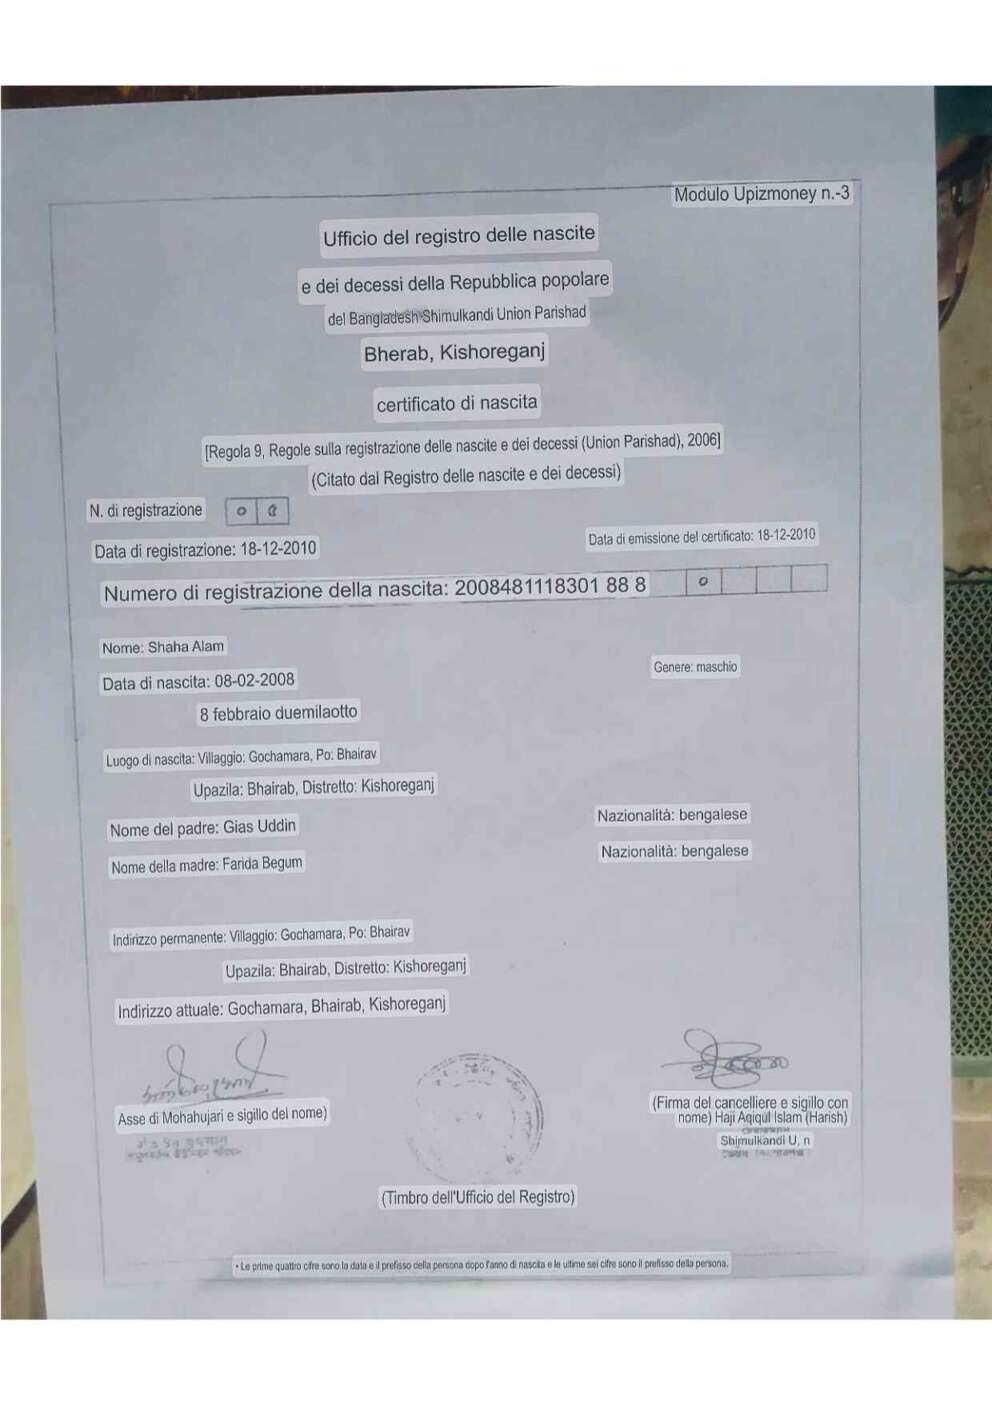 Modulo Upizmoney n.-3
Ufficio del registro delle nascite
e dei decessi della Repubblica popolare
del Bangladesh Shimulkandi Union Parishad
Bherab, Kishoreganj
certificato di nascita
[Regola 9, Regole sulla registrazione delle nascite e dei decessi (Union Parishad), 2006]
(Citato dal Registro delle nascite e dei decessi)
N. di registrazione
Data di registrazione: 18-12-2010
Data di emissione del certificato: 18-12-2010
Numero di registrazione della nascita: 2008481118301 88 8
Nome: Shaha Alam
Genere: maschio
Data di nascita: 08-02-2008
8 febbraio duemilaotto
Luogo di nascita: Villaggio: Gochamara, Po: Bhairav
Upazila: Bhairab, Distretto: Kishoreganj
Nome del padre: Gias Uddin
Nazionalità: bengalese
Nome della madre: Farida Begum
Nazionalità: bengalese
Indirizzo permanente: Villaggio: Gochamara, Po: Bhairav
Upazila: Bhairab, Distretto: Kishoreganj
Indirizzo attuale: Gochamara, Bhairab, Kishoreganj
Asse di Mohahujari e sigillo del nome)
(Firma del cancelliere e sigillo con
nome) Haji Aqiqul Islam (Harish)
Shimulkandi U, n
(Timbro dell'Ufficio del Registro)
• Le prime quattro cifre sono la data e il prefisso della persona dopo l'anno di nascita e le ultime sei cifre sono il prefisso della persona.